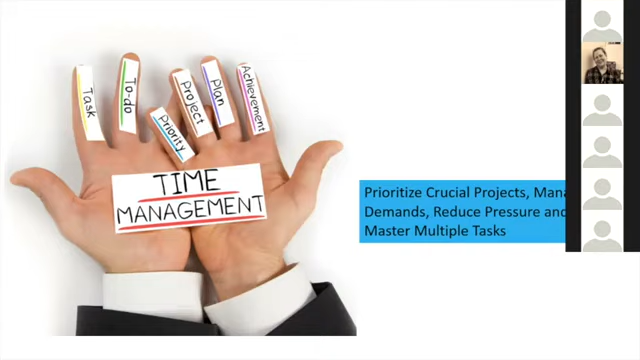 Task
To-do
Priority
Project
Plan
Achievement
TIME
MANAGEMENT
Prioritize Crucial Projects, Mana
Demands, Reduce Pressure and
Master Multiple Tasks